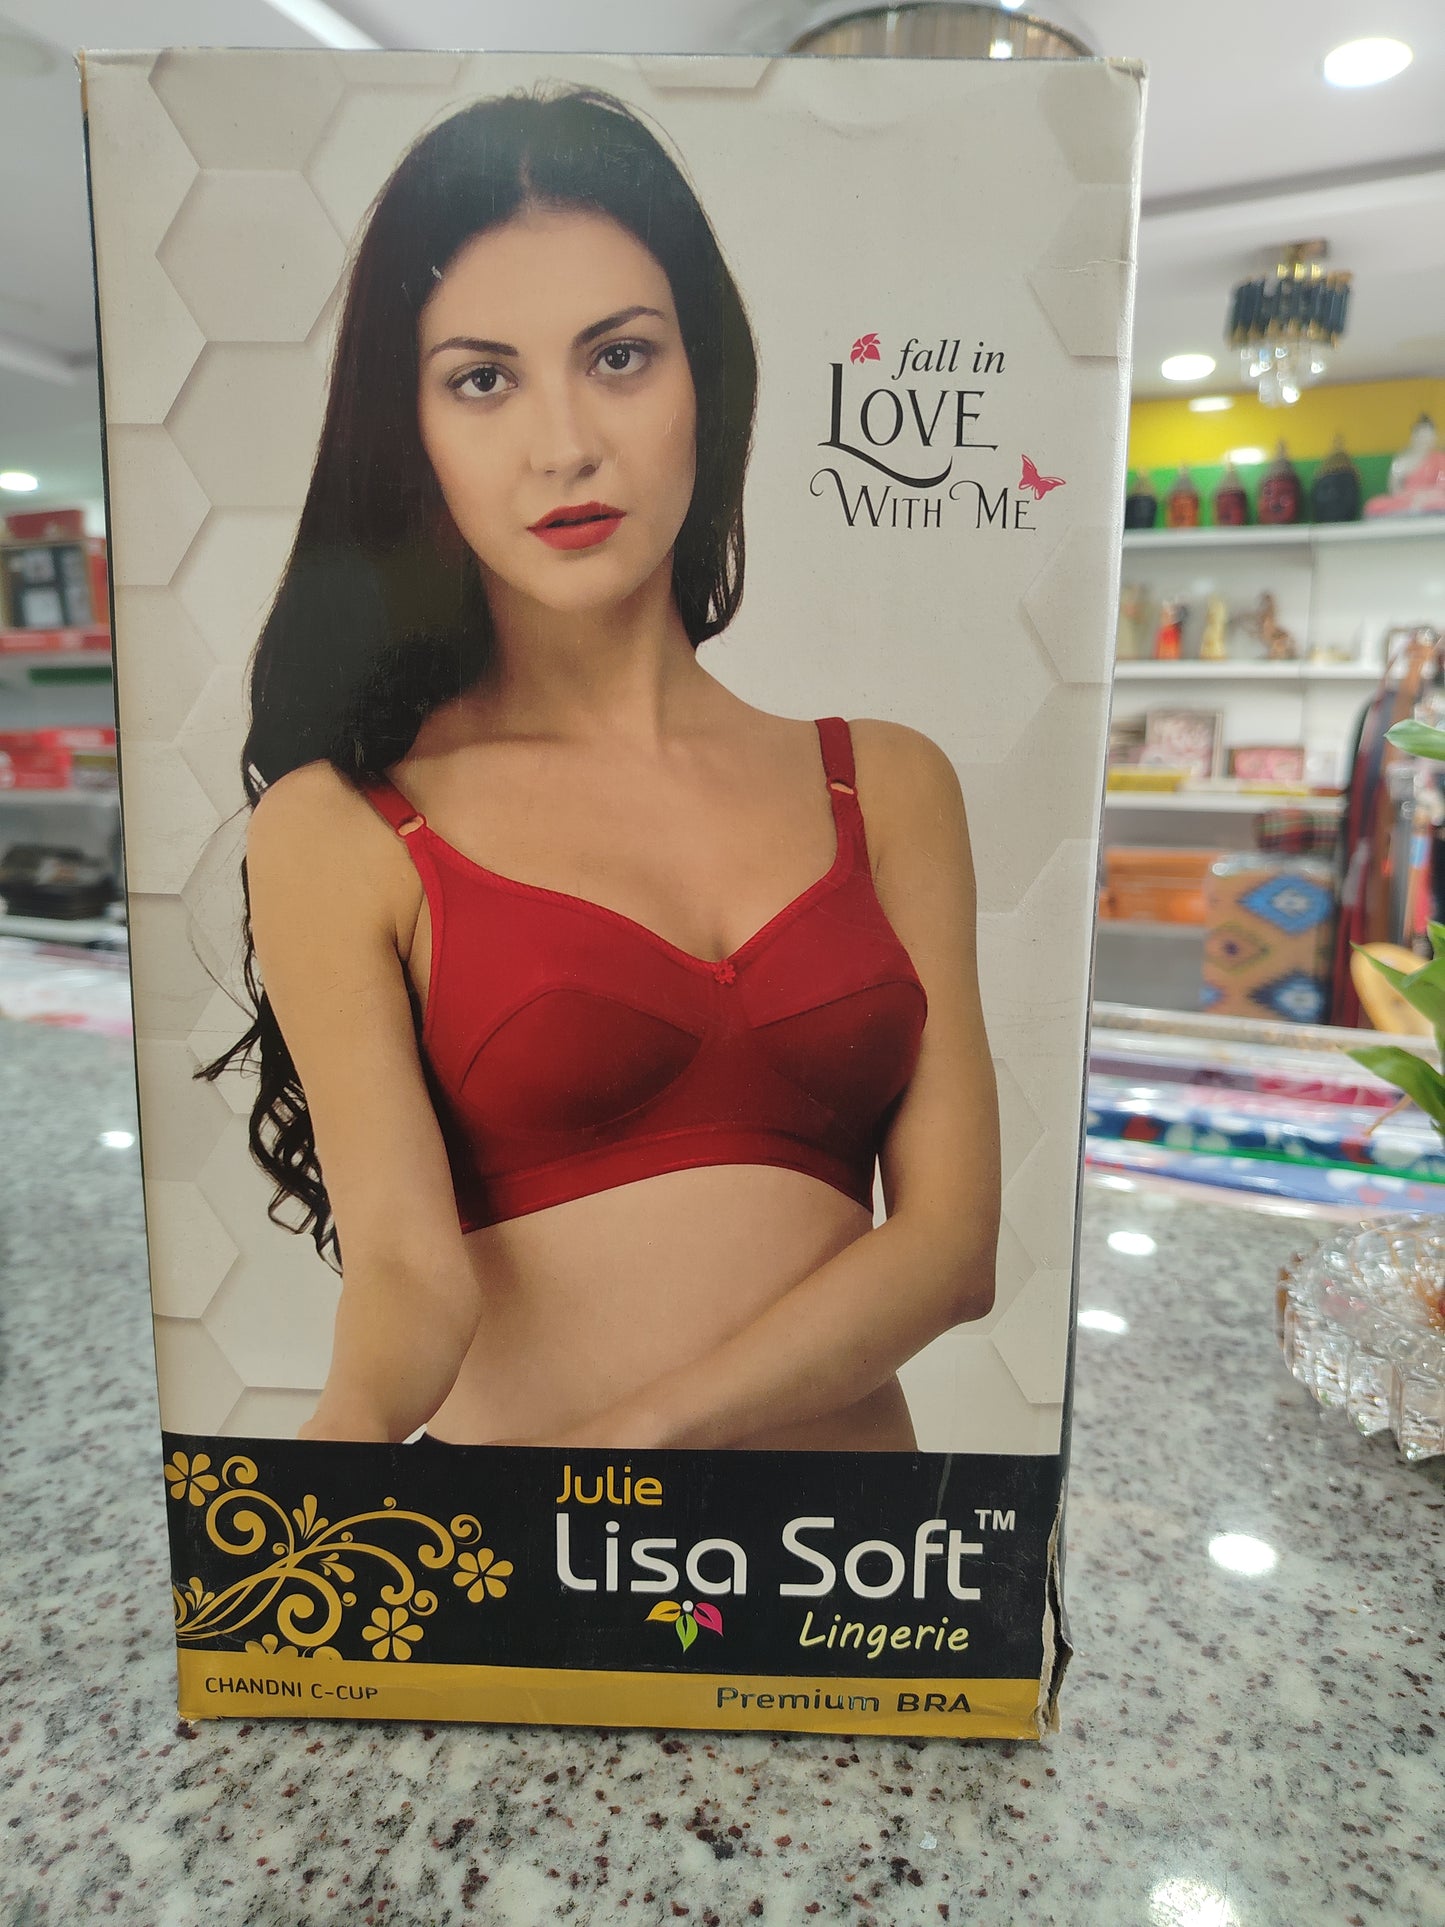 fall in
LOVE
WITH ME
Julie
Lisa Soft™
Lingerie
CHANDNI C-CUP
Premium BRA